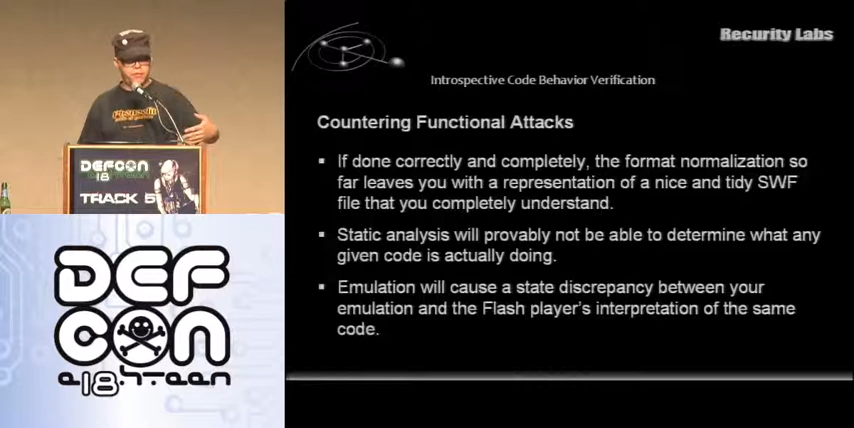 Recurity Labs
Introspective Code Behavior Verification
Countering Functional Attacks
If done correctly and completely, the format normalization so
far leaves you with a representation of a nice and tidy SWF
file that you completely understand.
Static analysis will provably not be able to determine what any
given code is actually doing.
Emulation will cause a state discrepancy between your
emulation and the Flash player's interpretation of the same
code.
DEFCON
18
TRACK 5
DEF
CON
e18.hteen